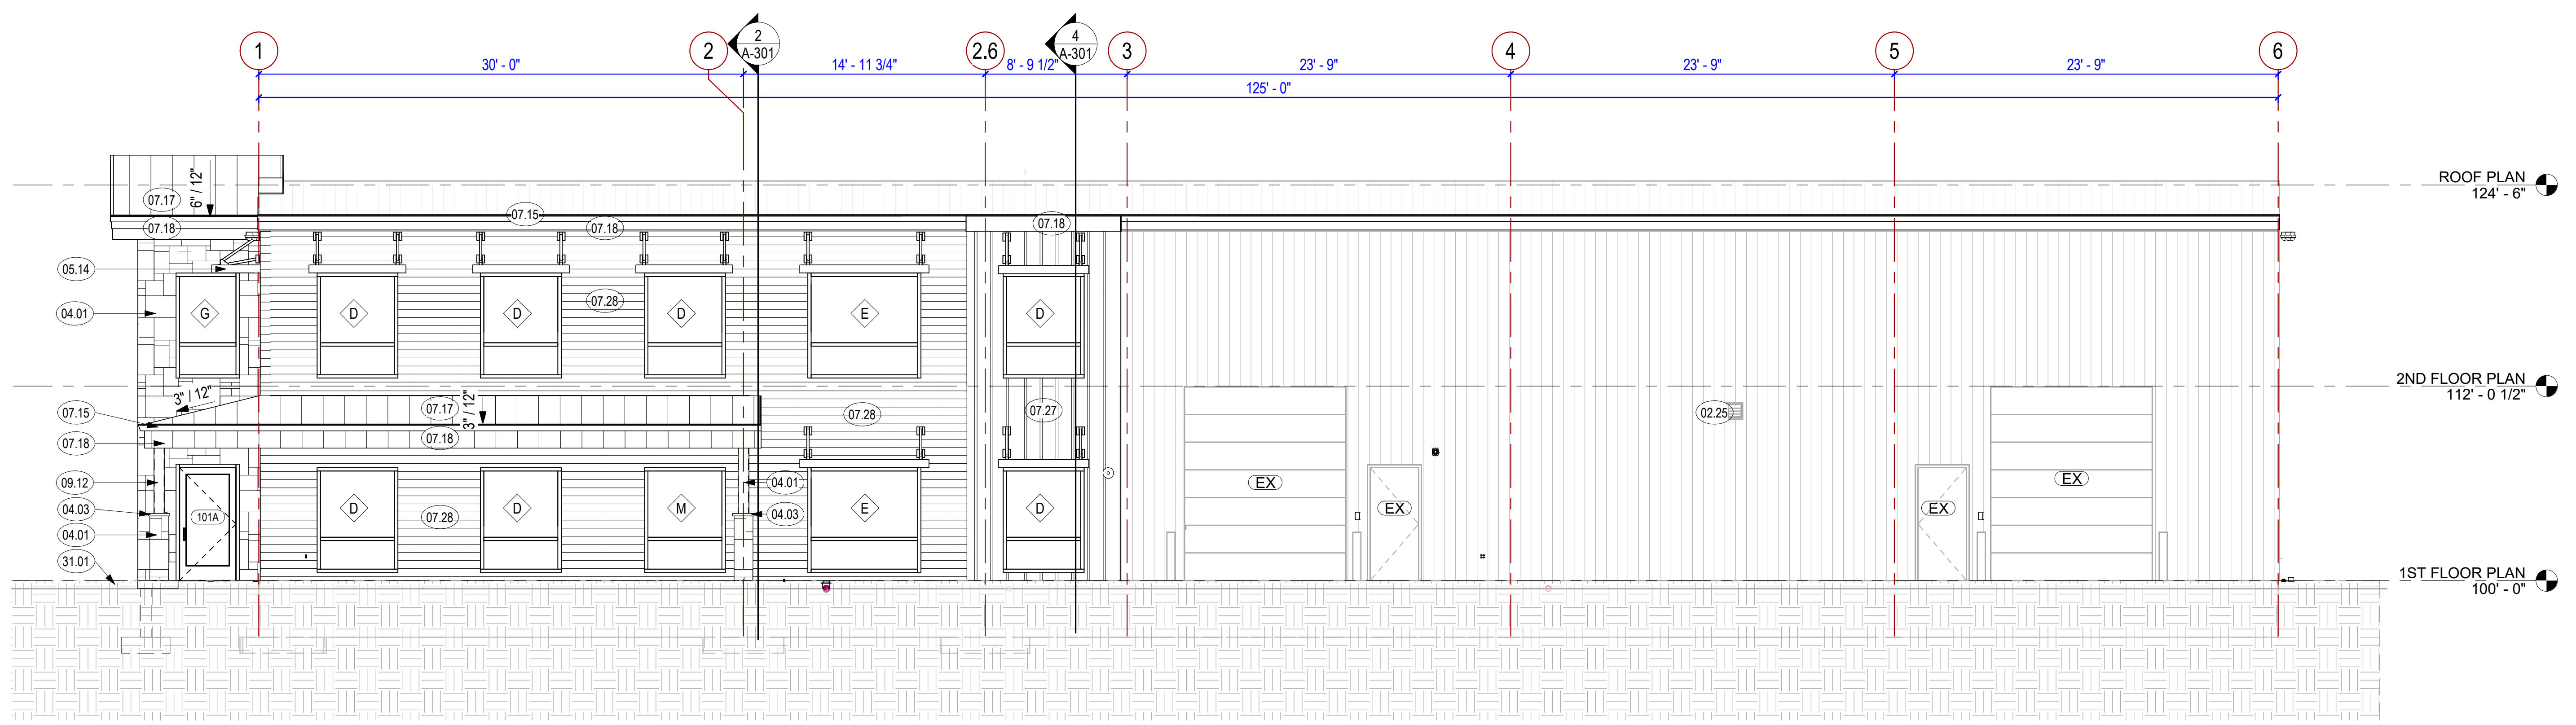 1
2
2
A-301
2.6
4
A-301
3
4
5
6
30' - 0"
14' - 11 3/4"
8' - 9 1/2"
23' - 9"
23' - 9"
23' - 9"
125' - 0"
ROOF PLAN
124' - 6"
07.17
6" / 12"
07.15
07.18
07.18
07.18
05.14
04.01
G
D
D
D
E
D
07.28
2ND FLOOR PLAN
112' - 0 1/2"
3" / 12"
07.15
07.17
3" / 12"
07.28
07.27
02.25
07.18
07.18
09.12
04.03
04.01
31.01
101A
D
D
M
E
D
07.28
04.01
04.03
EX
EX
EX
EX
1ST FLOOR PLAN
100' - 0"